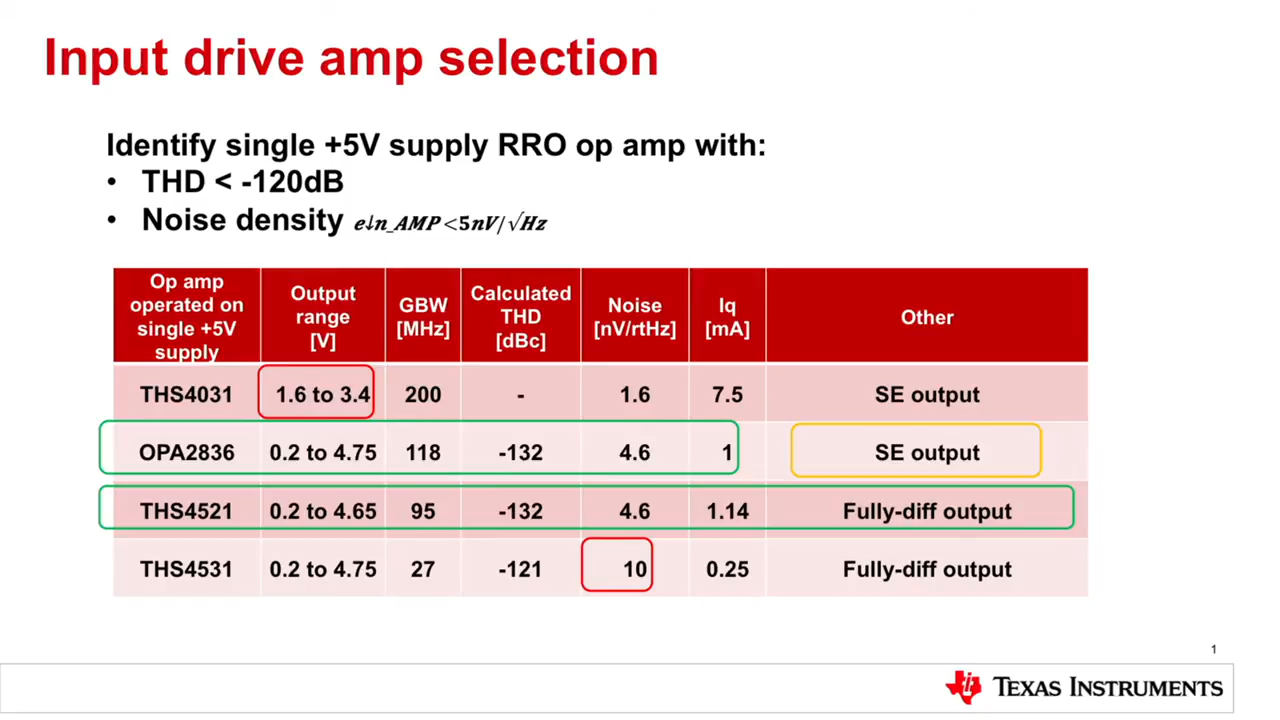 Input drive amp selection
Identify single +5V supply RRO op amp with:
• THD < -120dB
• Noise density e↓n_AMP<5nV/√Hz
Op amp operated on single +5V supply Output range [V] GBW [MHz] Calculated THD [dBc] Noise [nV/rtHz] Iq [mA] Other
THS4031 1.6 to 3.4 200 - 1.6 7.5 SE output
OPA2836 0.2 to 4.75 118 -132 4.6 1 SE output
THS4521 0.2 to 4.65 95 -132 4.6 1.14 Fully-diff output
THS4531 0.2 to 4.75 27 -121 10 0.25 Fully-diff output
1
TEXAS INSTRUMENTS